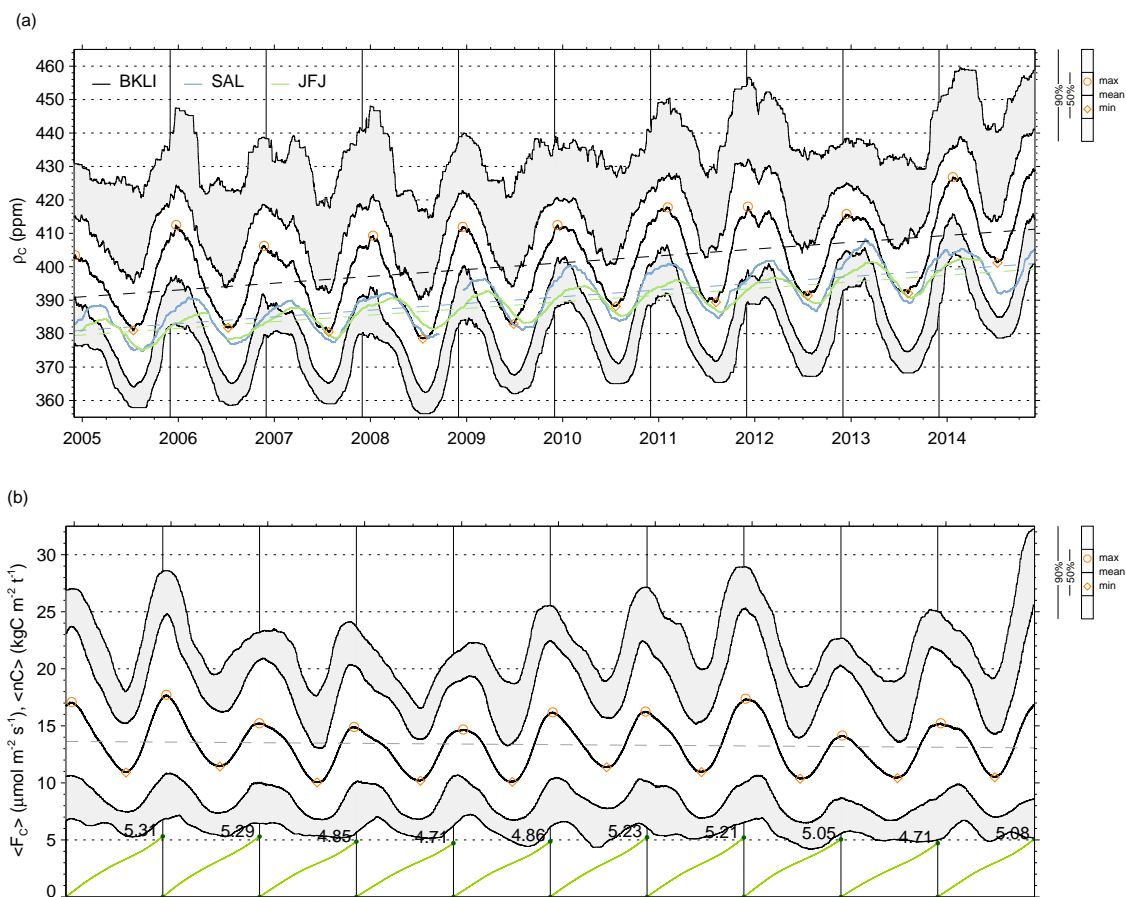 (a)
460
450
440
430
420
410
400
390
380
370
360
ρC (ppm)
BKLI SAL JFJ
90%
50%
max
mean
min
2005 2006 2007 2008 2009 2010 2011 2012 2013 2014
(b)
30
25
20
15
10
5
0
<FC> (μmol m-2 s-1), <nC> (kgC m-2 t-1)
90%
50%
max
mean
min
5.31 5.29 4.85 4.71 4.86 5.23 5.21 5.05 4.71 5.08